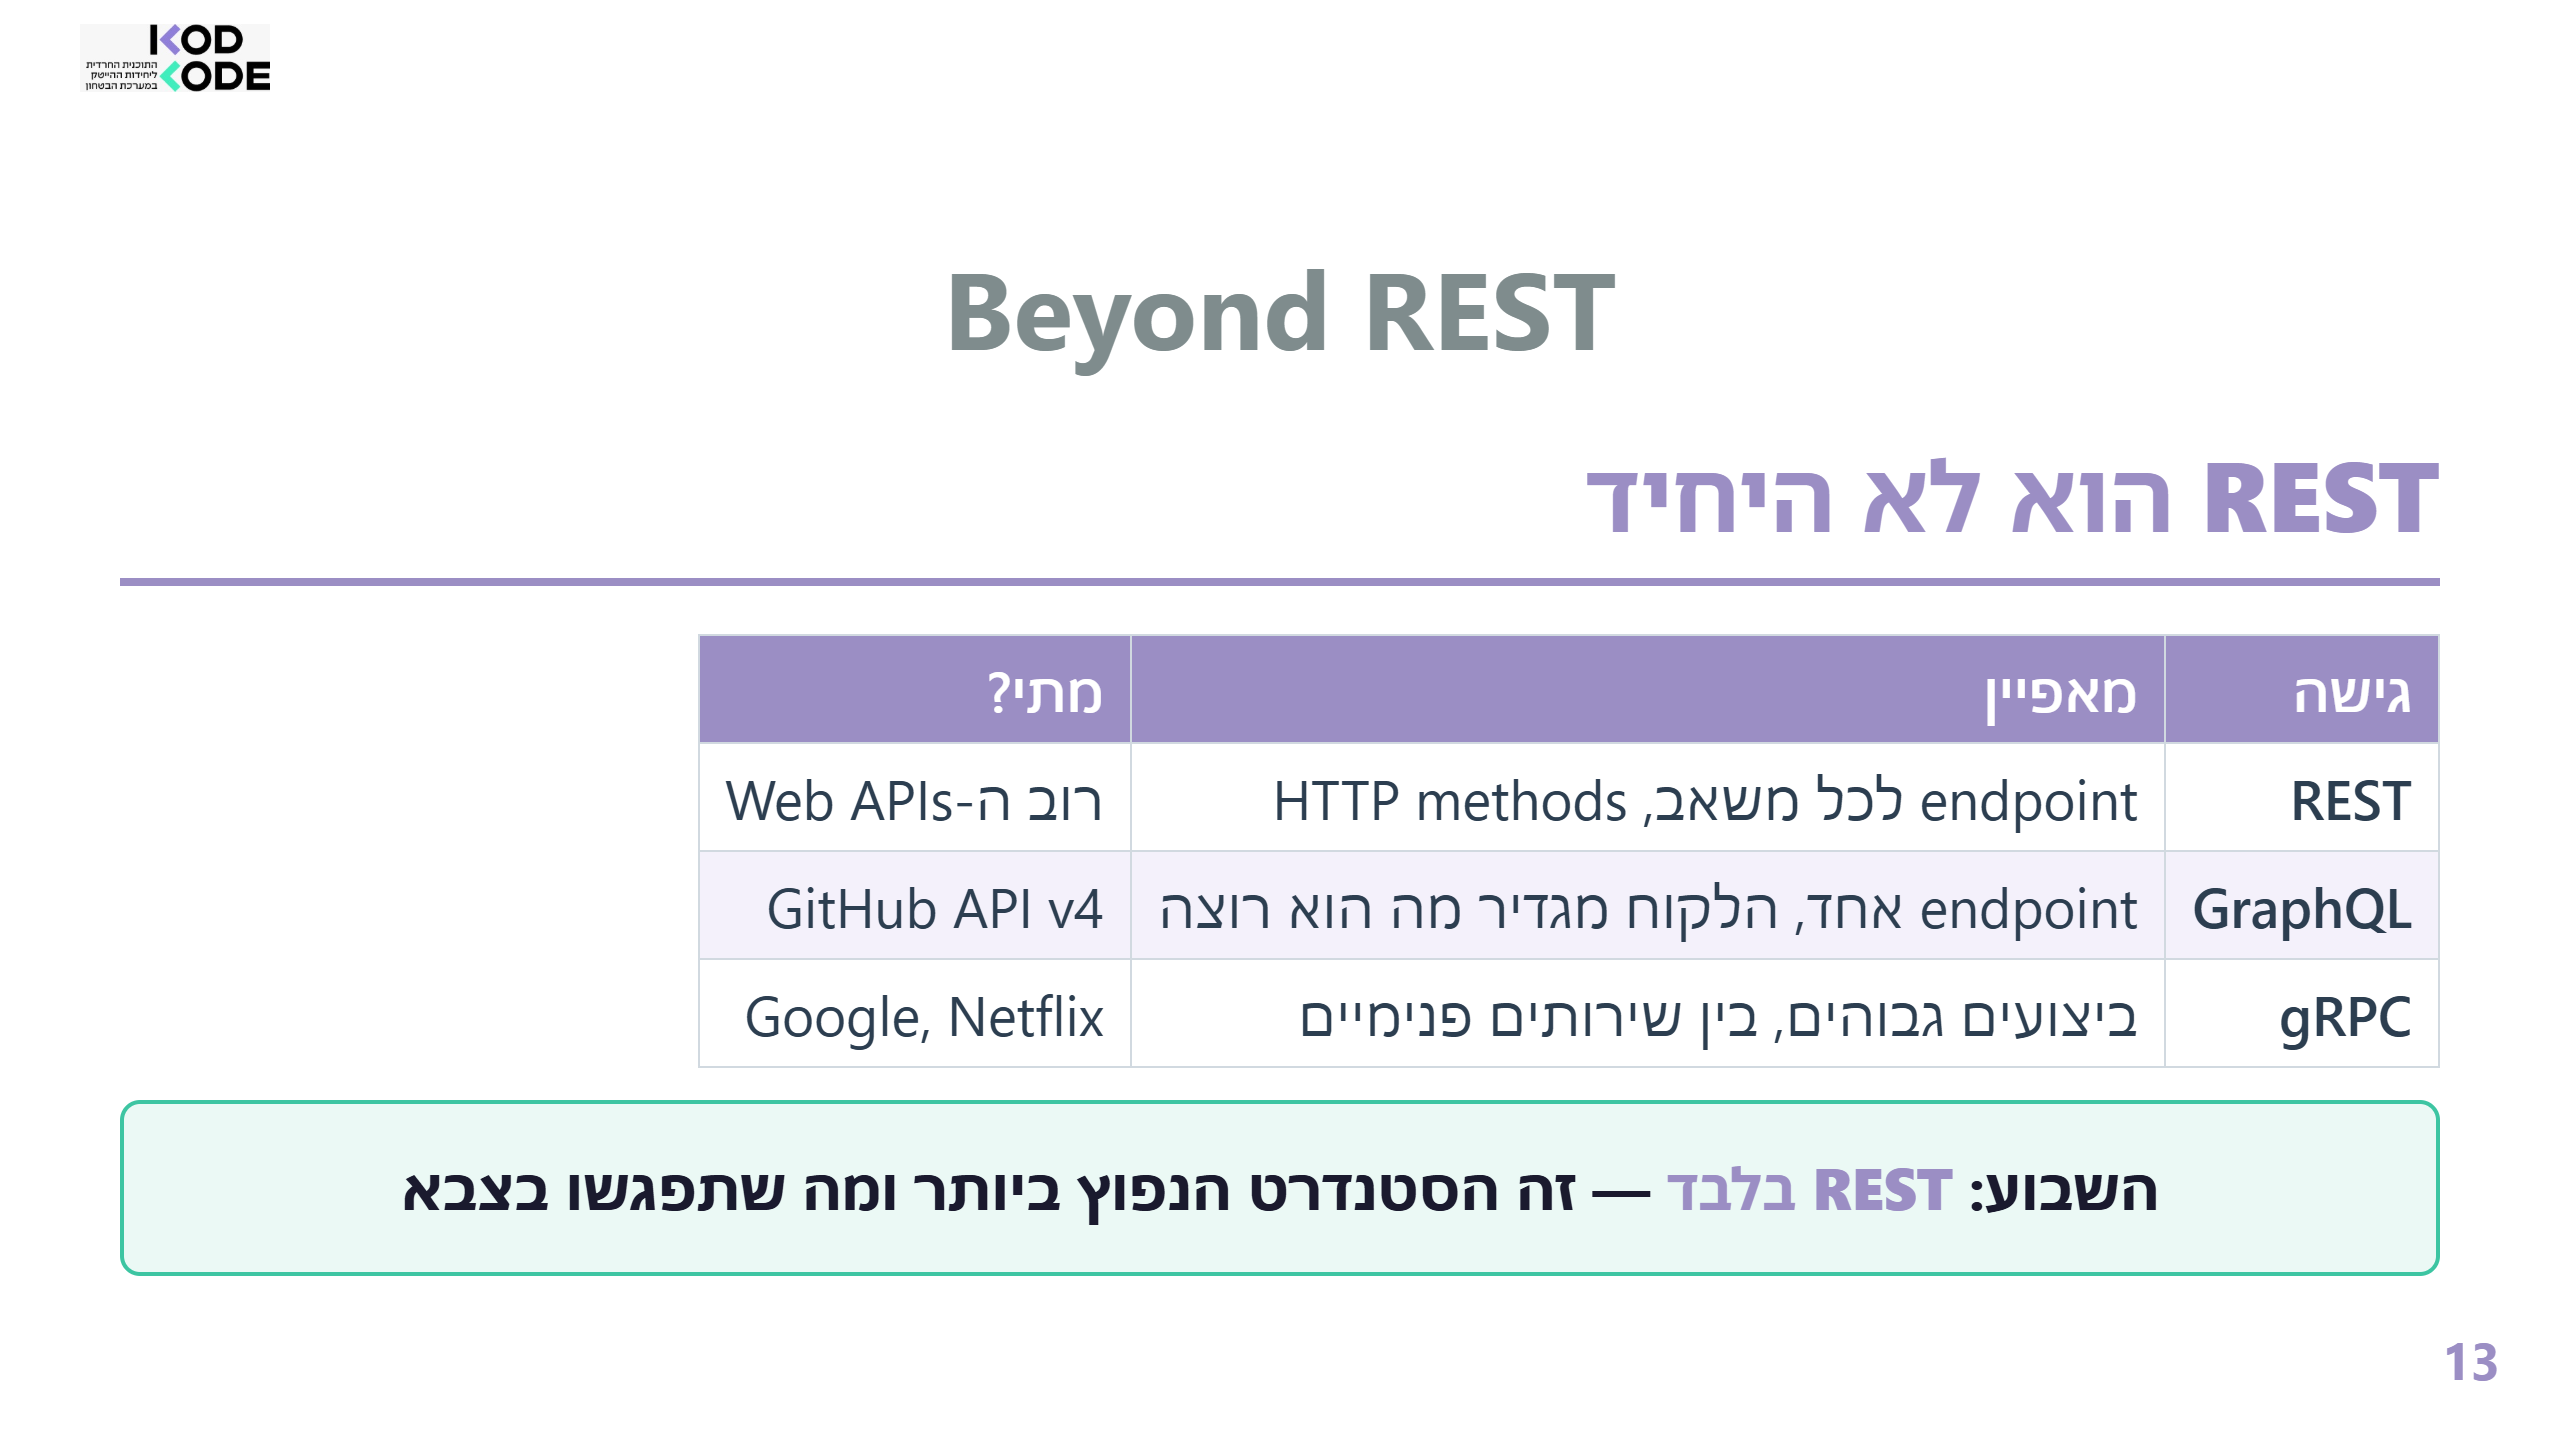 KOD
KODE
התוכנית החרדית
ליחידות ההייטק
במערכת הבטחון
Beyond REST
REST הוא לא היחיד
גישה מאפיין מתי?
REST endpoint לכל משאב, HTTP methods רוב ה-Web APIs
GraphQL endpoint אחד, הלקוח מגדיר מה הוא רוצה GitHub API v4
gRPC ביצועים גבוהים, בין שירותים פנימיים Google, Netflix
השבוע: REST בלבד — זה הסטנדרט הנפוץ ביותר ומה שתפגשו בצבא
13